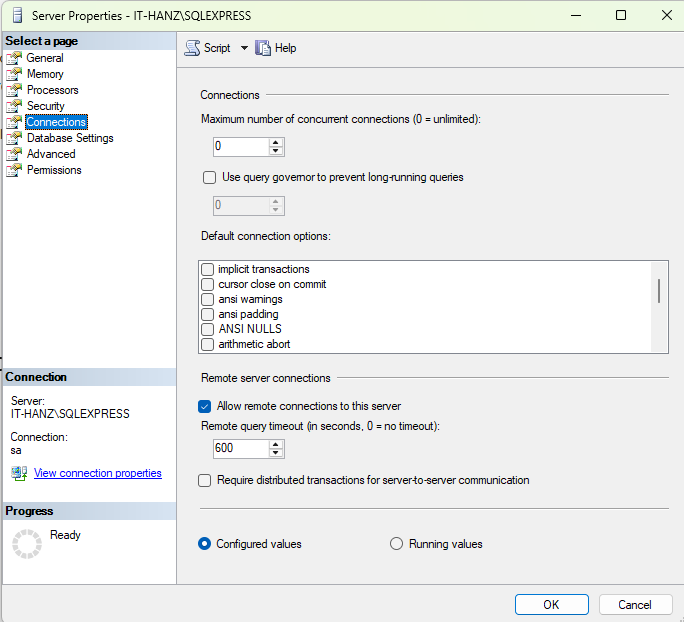 Server Properties - IT-HANZ\SQLEXPRESS
Select a page
General
Memory
Processors
Security
Connections
Database Settings
Advanced
Permissions
Connection
Server:
IT-HANZ\SQLEXPRESS
Connection:
sa
View connection properties
Progress
Ready
Script
Help
Connections
Maximum number of concurrent connections (0 = unlimited):
0
Use query governor to prevent long-running queries
0
Default connection options:
implicit transactions
cursor close on commit
ansi warnings
ansi padding
ANSI NULLS
arithmetic abort
Remote server connections
Allow remote connections to this server
Remote query timeout (in seconds, 0 = no timeout):
600
Require distributed transactions for server-to-server communication
Configured values
Running values
OK
Cancel